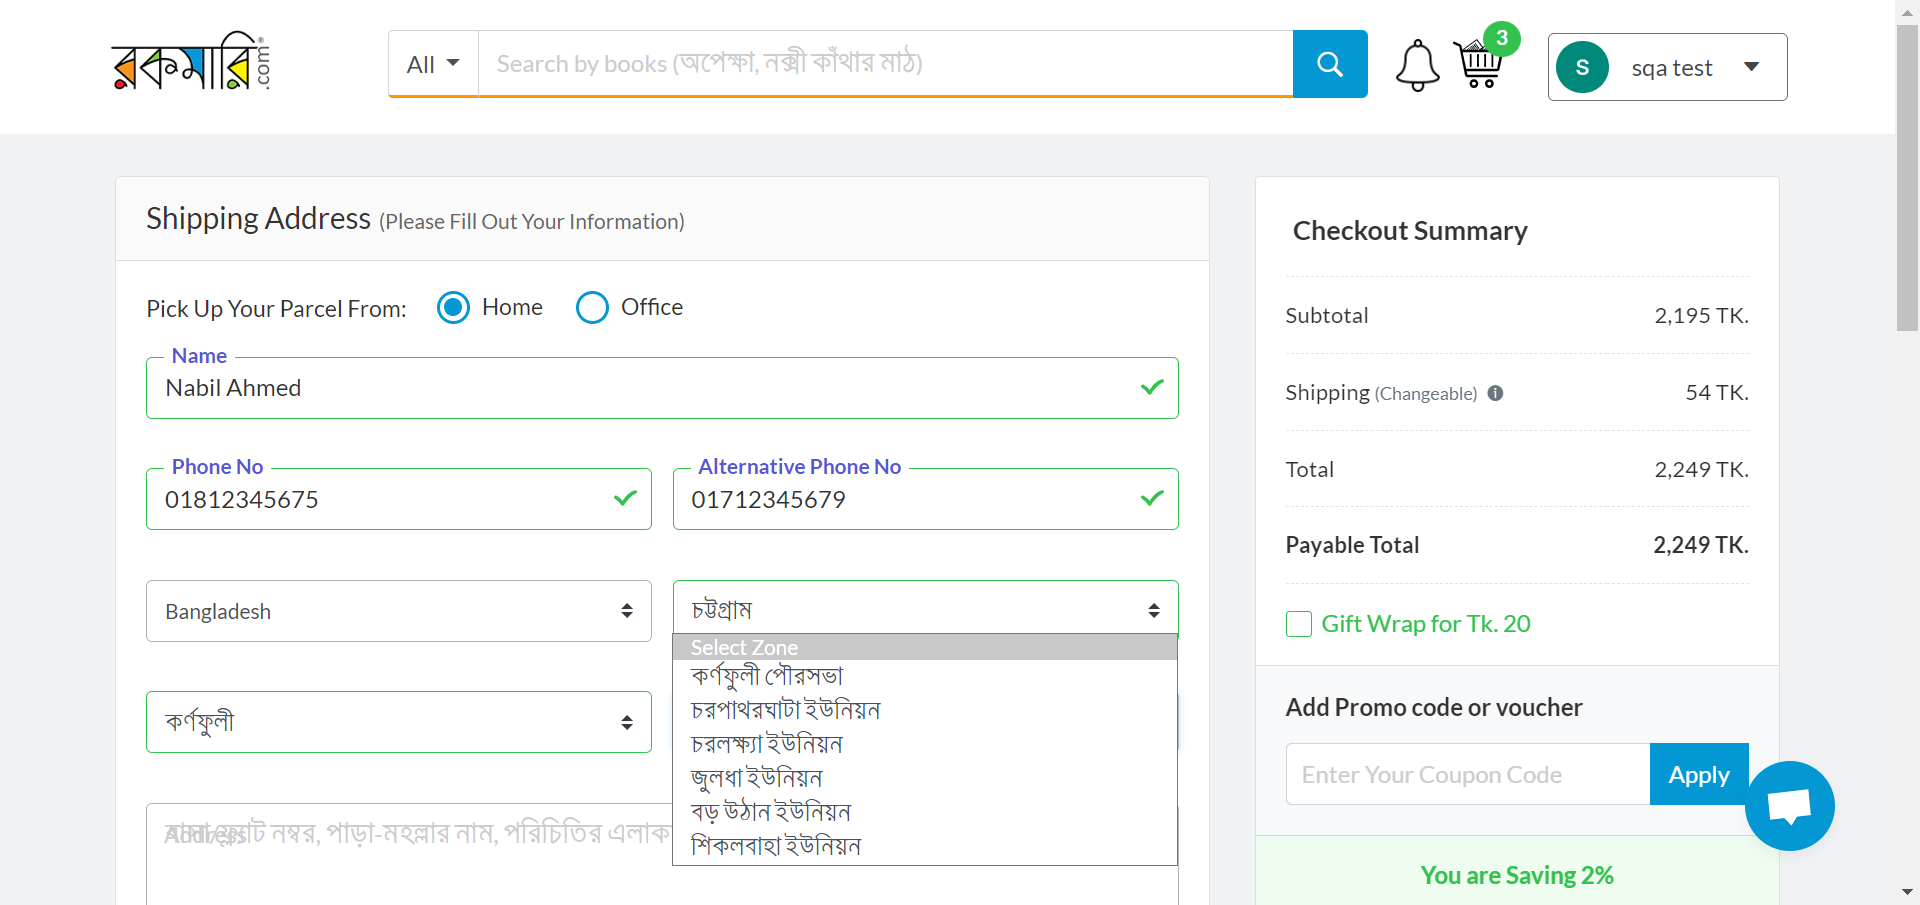 রকমারি.com
All
Search by books (অপেক্ষা, নক্সী কাঁথার মাঠ)
3
S
sqa test
Shipping Address (Please Fill Out Your Information)
Pick Up Your Parcel From:
Home
Office
Name
Nabil Ahmed
Phone No
01812345675
Alternative Phone No
01712345679
Bangladesh
চট্টগ্রাম
Select Zone
কর্ণফুলী পৌরসভা
চরপাথরঘাটা ইউনিয়ন
চরলক্ষ্যা ইউনিয়ন
জুলধা ইউনিয়ন
বড় উঠান ইউনিয়ন
শিকলবাহা ইউনিয়ন
কর্ণফুলী
Address
নম্বর, পাড়া-মহল্লার নাম, পরিচিতির এলাক
Checkout Summary
Subtotal 2,195 TK.
Shipping (Changeable) 54 TK.
Total 2,249 TK.
Payable Total 2,249 TK.
Gift Wrap for Tk. 20
Add Promo code or voucher
Enter Your Coupon Code
Apply
You are Saving 2%